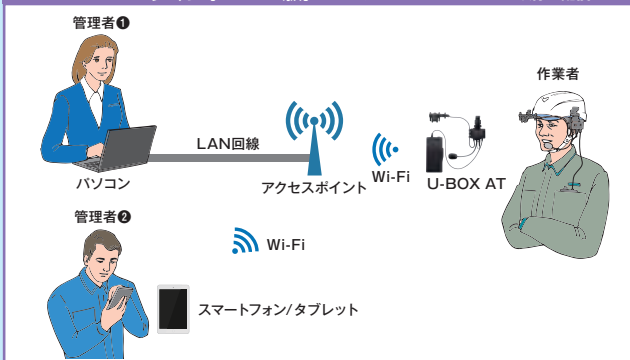 管理者❶
作業者
LAN回線
パソコン
アクセスポイント
Wi-Fi
U-BOX AT
管理者❷
Wi-Fi
スマートフォン/タブレット